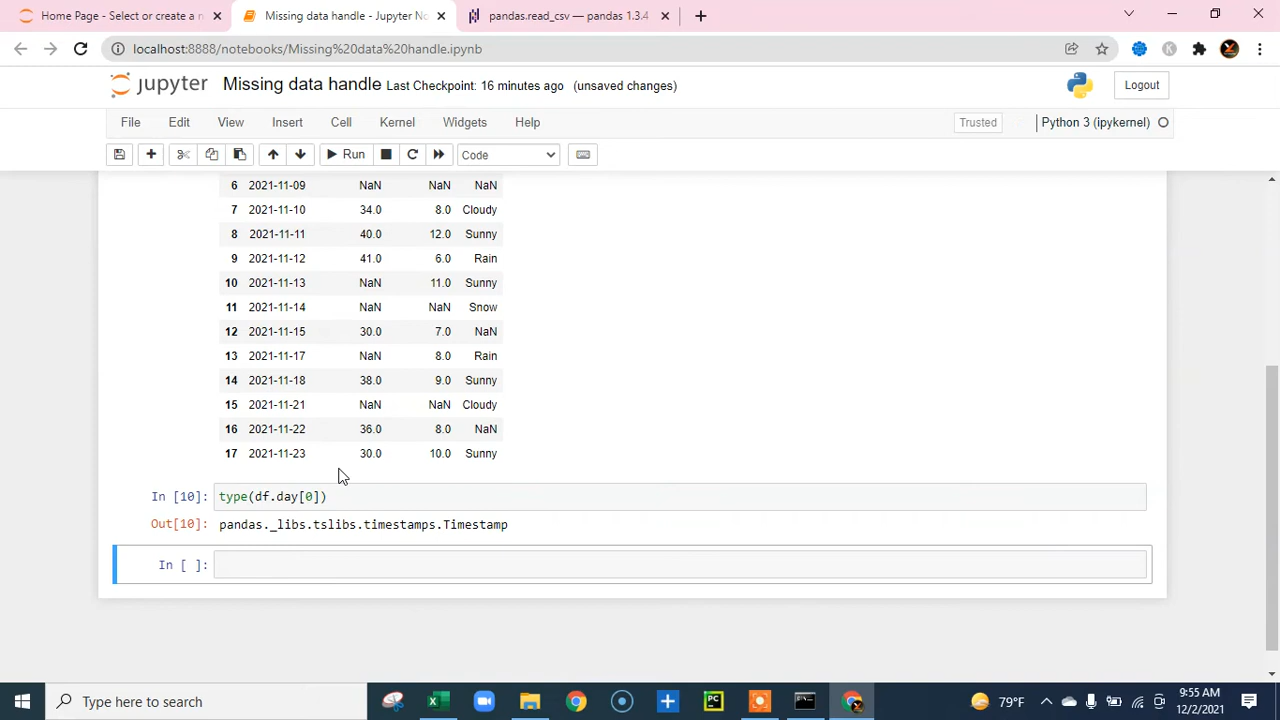 Home Page - Select or create a n
Missing data handle - Jupyter No
pandas.read_csv — pandas 1.3.4
localhost:8888/notebooks/Missing%20data%20handle.ipynb
K
jupyter Missing data handle Last Checkpoint: 16 minutes ago (unsaved changes) Logout
File Edit View Insert Cell Kernel Widgets Help Trusted Python 3 (ipykernel)
Run Code
6 2021-11-09 NaN NaN NaN
7 2021-11-10 34.0 8.0 Cloudy
8 2021-11-11 40.0 12.0 Sunny
9 2021-11-12 41.0 6.0 Rain
10 2021-11-13 NaN 11.0 Sunny
11 2021-11-14 NaN NaN Snow
12 2021-11-15 30.0 7.0 NaN
13 2021-11-17 NaN 8.0 Rain
14 2021-11-18 38.0 9.0 Sunny
15 2021-11-21 NaN NaN Cloudy
16 2021-11-22 36.0 8.0 NaN
17 2021-11-23 30.0 10.0 Sunny
In [10]: type(df.day[0])
Out[10]: pandas._libs.tslibs.timestamps.Timestamp
In [ ]:
Type here to search
PC
79°F
9:55 AM
12/2/2021